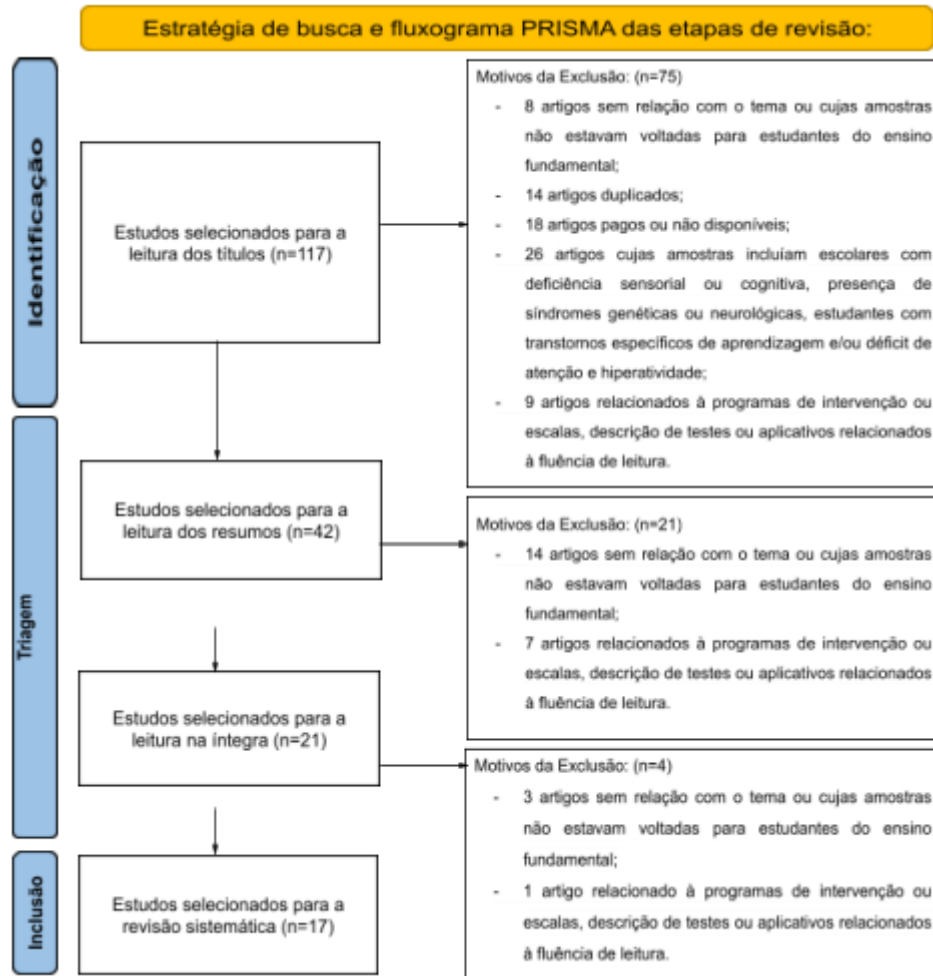 Estratégia de busca e fluxograma PRISMA das etapas de revisão:
Identificação
Estudos selecionados para a
leitura dos títulos (n=117)
Motivos da Exclusão: (n=75)
- 8 artigos sem relação com o tema ou cujas amostras
não estavam voltadas para estudantes do ensino
fundamental;
- 14 artigos duplicados;
- 18 artigos pagos ou não disponíveis;
- 26 artigos cujas amostras incluíam escolares com
deficiência sensorial ou cognitiva, presença de
síndromes genéticas ou neurológicas, estudantes com
transtornos específicos de aprendizagem e/ou déficit de
atenção e hiperatividade;
- 9 artigos relacionados à programas de intervenção ou
escalas, descrição de testes ou aplicativos relacionados
à fluência de leitura.
Triagem
Estudos selecionados para a
leitura dos resumos (n=42)
Motivos da Exclusão: (n=21)
- 14 artigos sem relação com o tema ou cujas amostras
não estavam voltadas para estudantes do ensino
fundamental;
- 7 artigos relacionados à programas de intervenção ou
escalas, descrição de testes ou aplicativos relacionados
à fluência de leitura.
Estudos selecionados para a
leitura na íntegra (n=21)
Motivos da Exclusão: (n=4)
- 3 artigos sem relação com o tema ou cujas amostras
não estavam voltadas para estudantes do ensino
fundamental;
- 1 artigo relacionado à programas de intervenção ou
escalas, descrição de testes ou aplicativos relacionados
à fluência de leitura.
Inclusão
Estudos selecionados para a
revisão sistemática (n=17)